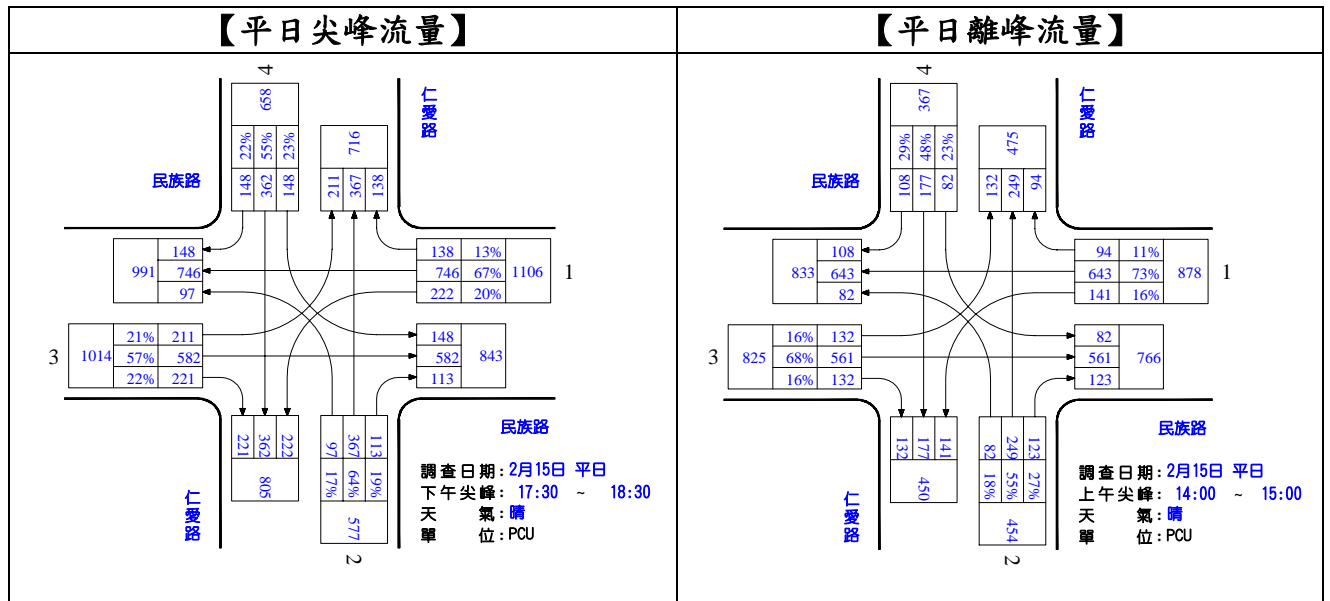 【平日尖峰流量】
4
658
22% 55% 23%
148 362 148
716
211 367 138
仁愛路
民族路
991
148
746
97
138 13%
746 67%
222 20%
1106
1
3
1014
21% 211
57% 582
22% 221
148
582
113
843
221 362 222
805
97 367 113
17% 64% 19%
577
2
仁愛路
民族路
調查日期:2月15日 平日
下午尖峰: 17:30 ~ 18:30
天 氣:晴
單 位:PCU
【平日離峰流量】
4
367
29% 48% 23%
108 177 82
475
132 249 94
仁愛路
民族路
833
108
643
82
94 11%
643 73%
141 16%
878
1
3
825
16% 132
68% 561
16% 132
82
561
123
766
132 177 141
450
82 249 123
18% 55% 27%
454
2
仁愛路
民族路
調查日期:2月15日 平日
上午尖峰: 14:00 ~ 15:00
天 氣:晴
單 位:PCU